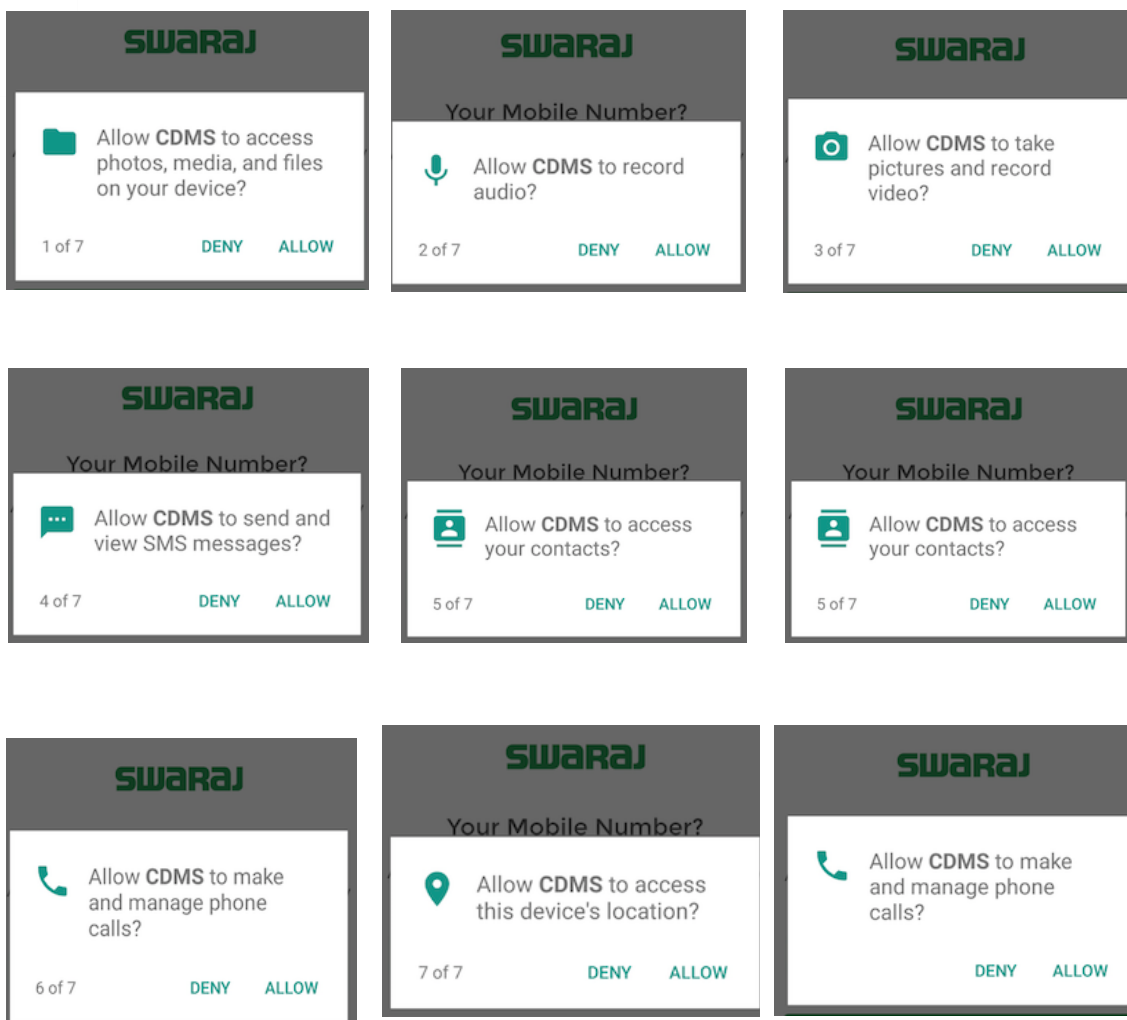 SWARAJ
Allow CDMS to access
photos, media, and files
on your device?
1 of 7 DENY ALLOW
SWARAJ
Your Mobile Number?
Allow CDMS to record
audio?
2 of 7 DENY ALLOW
SWARAJ
Allow CDMS to take
pictures and record
video?
3 of 7 DENY ALLOW
SWARAJ
Your Mobile Number?
Allow CDMS to send and
view SMS messages?
4 of 7 DENY ALLOW
SWARAJ
Your Mobile Number?
Allow CDMS to access
your contacts?
5 of 7 DENY ALLOW
SWARAJ
Your Mobile Number?
Allow CDMS to access
your contacts?
5 of 7 DENY ALLOW
SWARAJ
Allow CDMS to make
and manage phone
calls?
6 of 7 DENY ALLOW
SWARAJ
Your Mobile Number?
Allow CDMS to access
this device's location?
7 of 7 DENY ALLOW
SWARAJ
Allow CDMS to make
and manage phone
calls?
DENY ALLOW